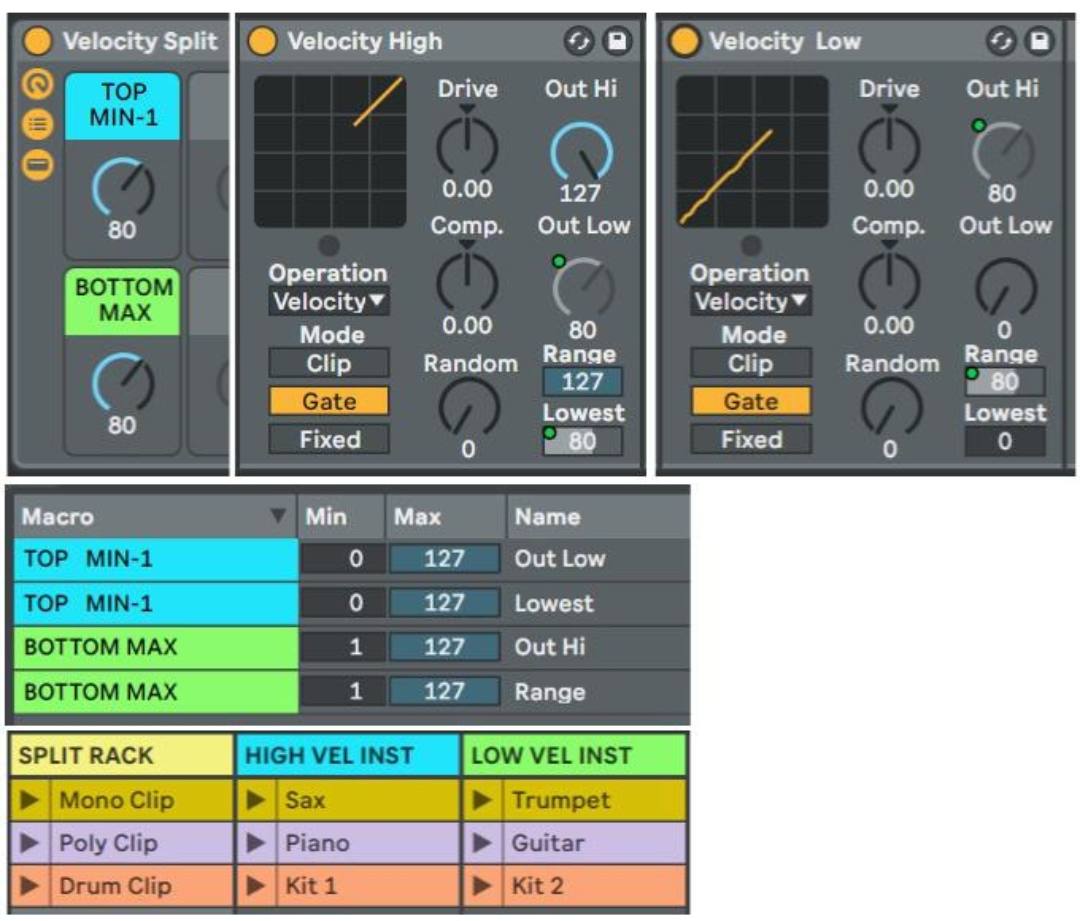 Velocity Split
TOP
MIN-1
80
BOTTOM
MAX
80
Velocity High
Drive
Out Hi
0.00
127
Comp.
Out Low
Operation
Velocity
0.00
80
Mode
Clip
Random
Range
127
Gate
Lowest
80
Fixed
0
Velocity Low
Drive
Out Hi
0.00
80
Comp.
Out Low
Operation
Velocity
0.00
0
Mode
Clip
Random
Range
80
Gate
Lowest
0
Fixed
0
Macro Min Max Name
TOP MIN-1 0 127 Out Low
TOP MIN-1 0 127 Lowest
BOTTOM MAX 1 127 Out Hi
BOTTOM MAX 1 127 Range
SPLIT RACK HIGH VEL INST LOW VEL INST
Mono Clip Sax Trumpet
Poly Clip Piano Guitar
Drum Clip Kit 1 Kit 2